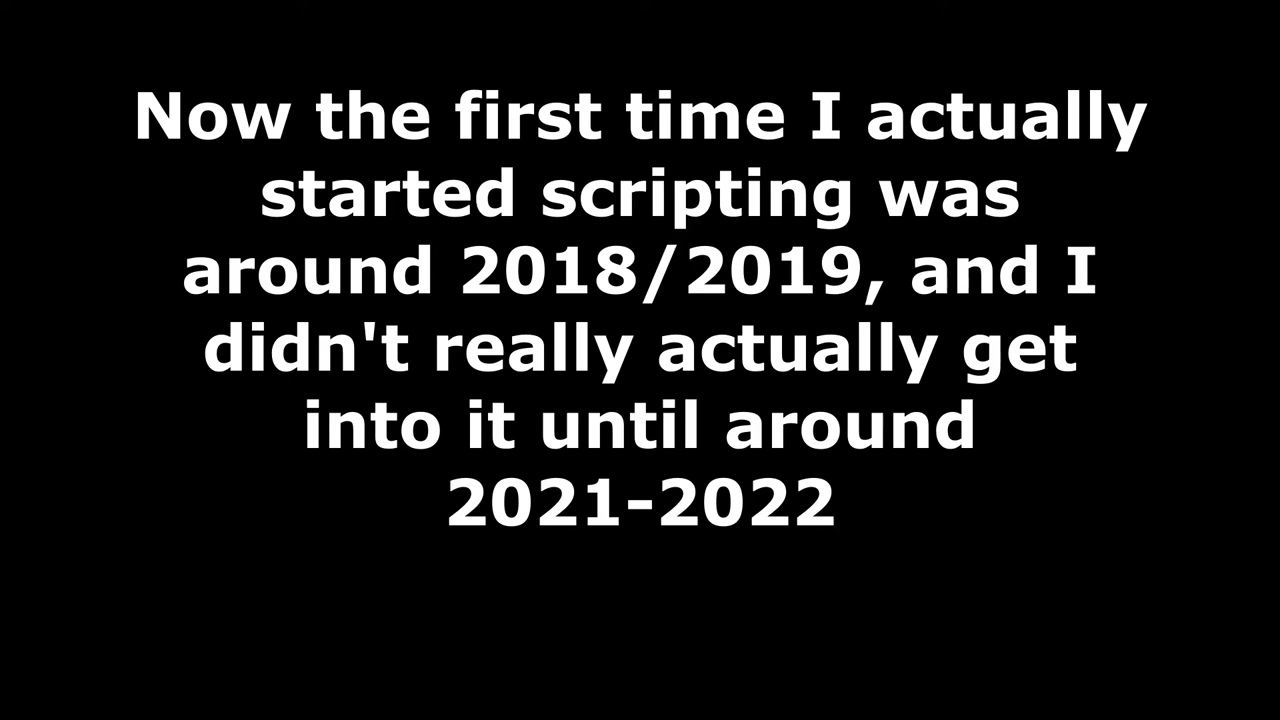 Now the first time I actually
started scripting was
around 2018/2019, and I
didn't really actually get
into it until around
2021-2022